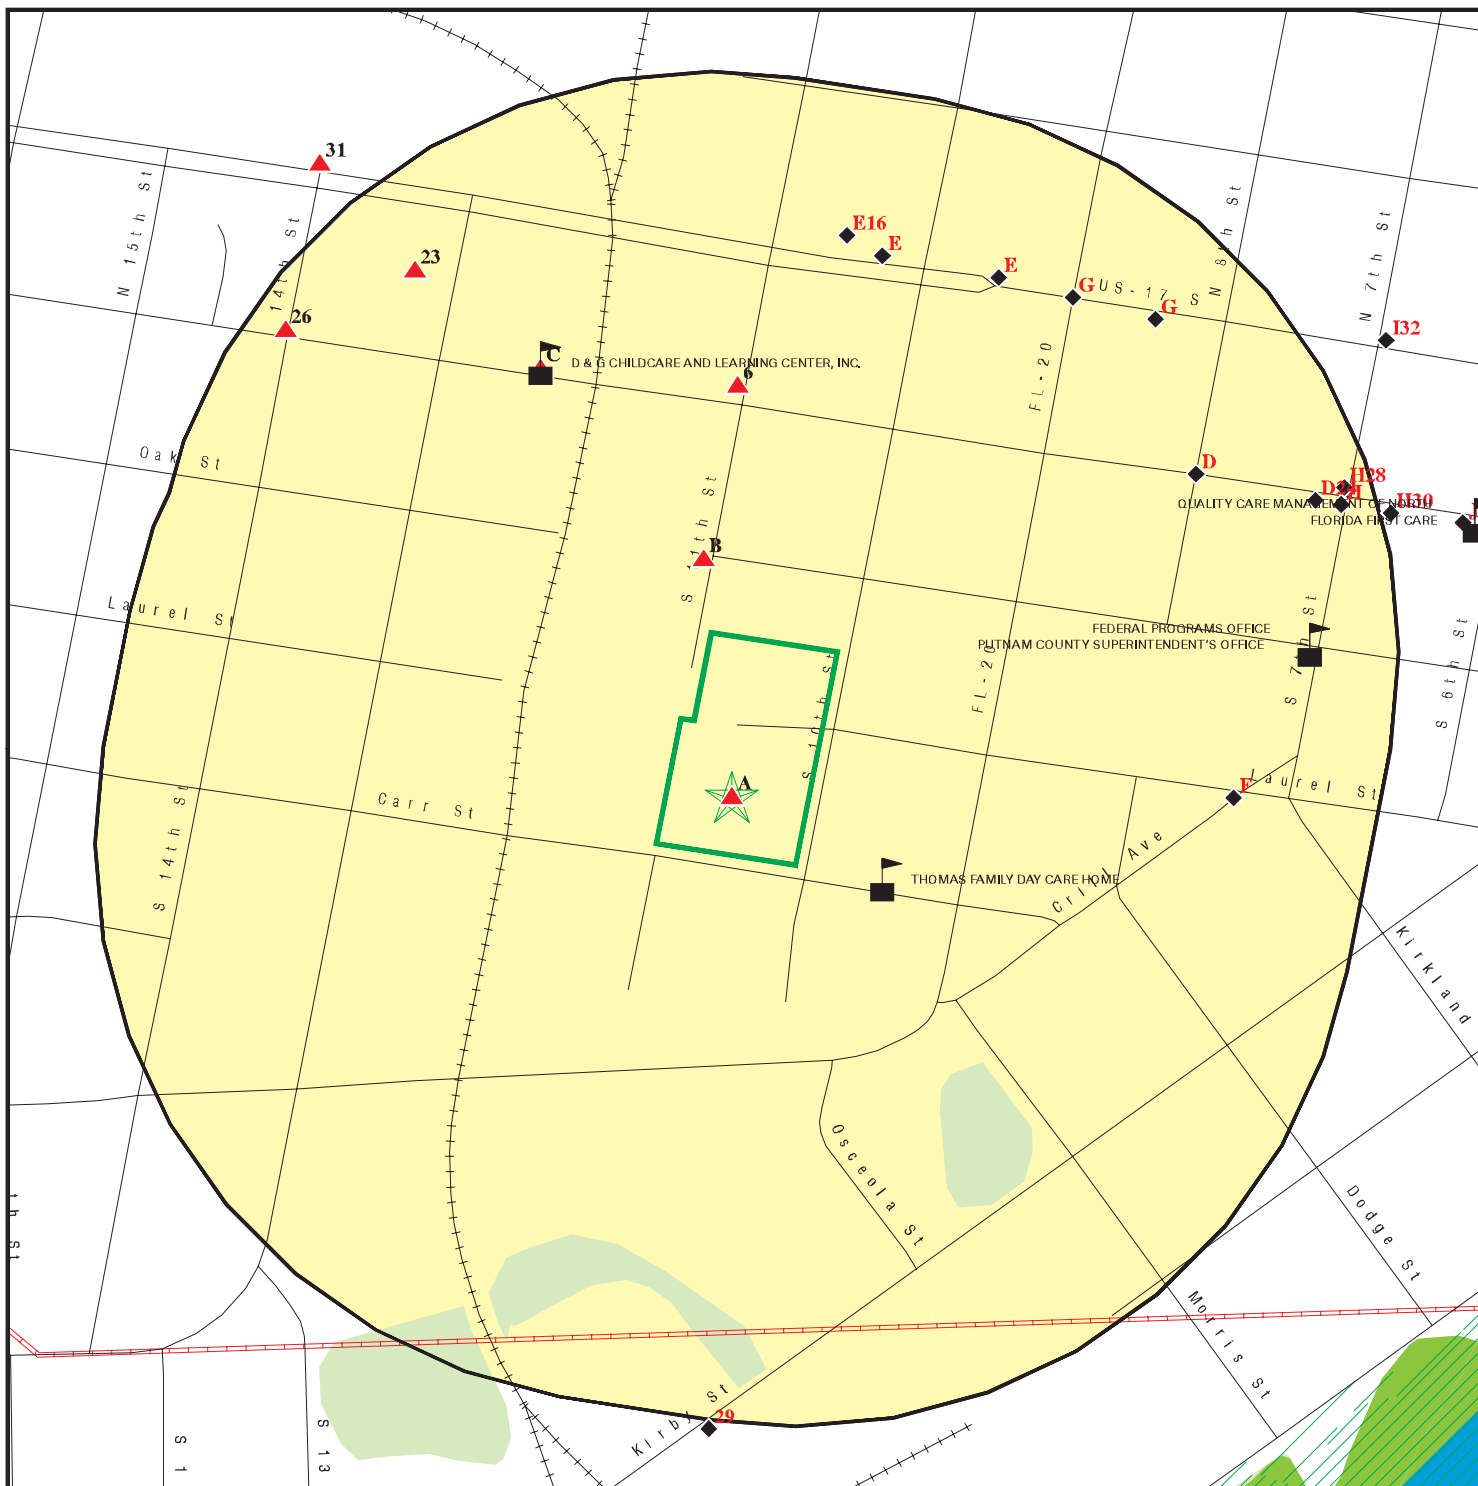 31
N 15th St
14th St
23
26
E16
E
E
G
US-17 S
G
N 8th St
N 7th St
I32
C
D & G CHILDCARE AND LEARNING CENTER, INC.
6
FL-20
Oak St
D
H28
H30
QUALITY CARE MANAGEMENT OF NORTH
FLORIDA FIRST CARE
S 11th St
B
Laurel St
FEDERAL PROGRAMS OFFICE
PUTNAM COUNTY SUPERINTENDENT'S OFFICE
S 7th St
S 6th St
FL-20
S 10th St
A
F
Laurel St
Carr St
S 14th St
THOMAS FAMILY DAY CARE HOME
Crill Ave
Kirkland
Osceola St
th St
Dodge St
Morris St
Kirby St
29
S 1
S 13